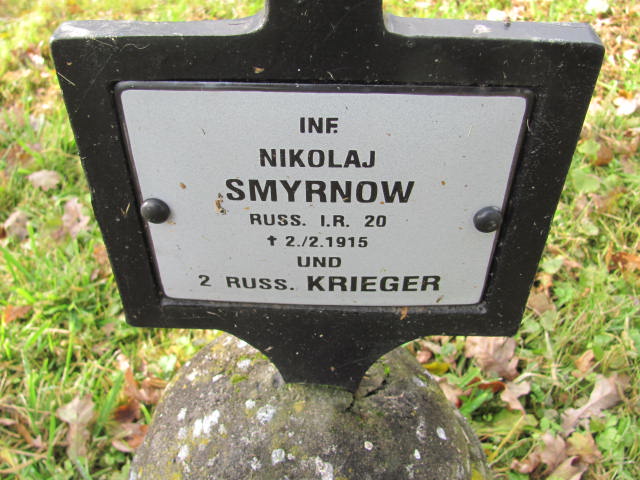 INF.
NIKOLAJ
SMYRNOW
RUSS. I.R. 20
† 2./2.1915
UND
2 RUSS. KRIEGER